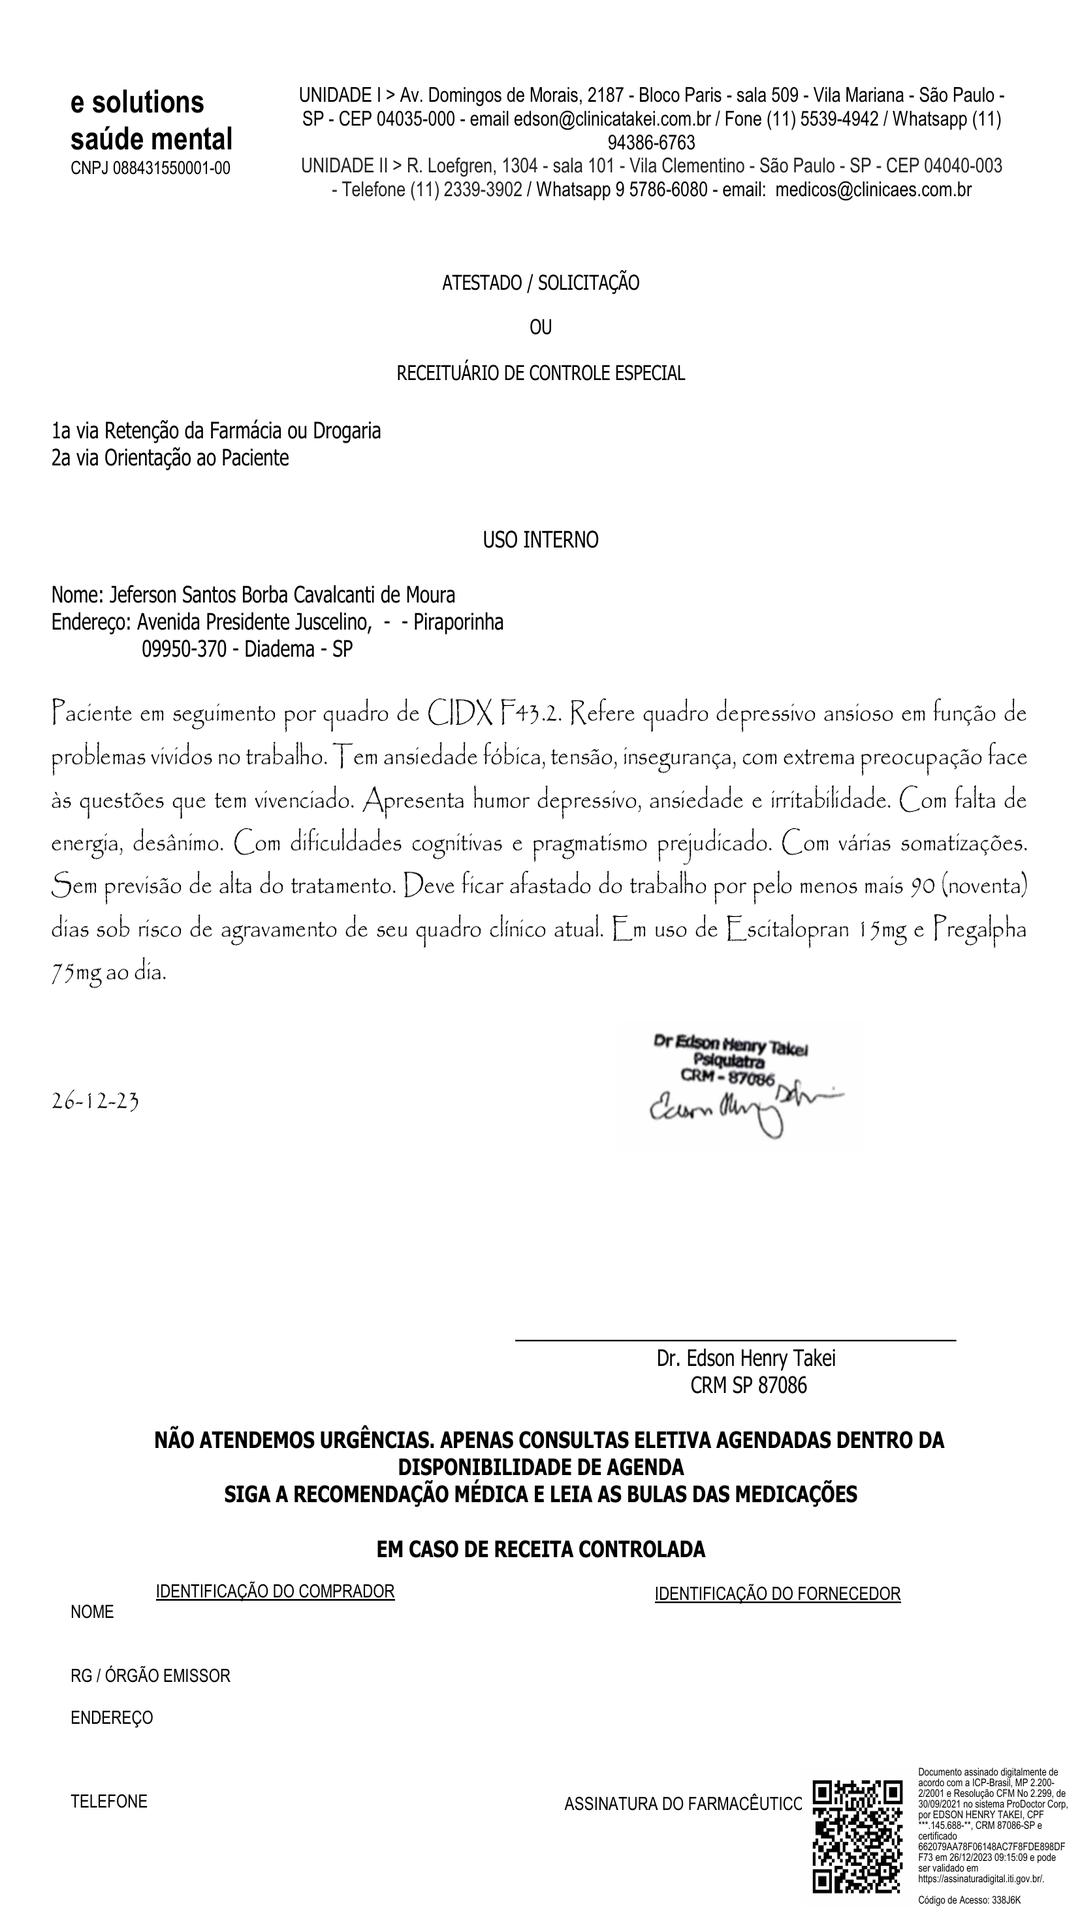 e solutions
saúde mental
CNPJ 088431550001-00
UNIDADE I > Av. Domingos de Morais, 2187 - Bloco Paris - sala 509 - Vila Mariana - São Paulo -
SP - CEP 04035-000 - email edson@clinicatakei.com.br / Fone (11) 5539-4942 / Whatsapp (11)
94386-6763
UNIDADE II > R. Loefgren, 1304 - sala 101 - Vila Clementino - São Paulo - SP - CEP 04040-003
- Telefone (11) 2339-3902 / Whatsapp 9 5786-6080 - email: medicos@clinicaes.com.br
ATESTADO / SOLICITAÇÃO
OU
RECEITUÁRIO DE CONTROLE ESPECIAL
1a via Retenção da Farmácia ou Drogaria
2a via Orientação ao Paciente
USO INTERNO
Nome: Jeferson Santos Borba Cavalcanti de Moura
Endereço: Avenida Presidente Juscelino, - - Piraporinha
09950-370 - Diadema - SP
Paciente em seguimento por quadro de CIDX F43.2. Refere quadro depressivo ansioso em função de
problemas vividos no trabalho. Tem ansiedade fóbica, tensão, insegurança, com extrema preocupação face
às questões que tem vivenciado. Apresenta humor depressivo, ansiedade e irritabilidade. Com falta de
energia, desânimo. Com dificuldades cognitivas e pragmatismo prejudicado. Com várias somatizações.
Sem previsão de alta do tratamento. Deve ficar afastado do trabalho por pelo menos mais 90 (noventa)
dias sob risco de agravamento de seu quadro clínico atual. Em uso de Escitalopran 15mg e Pregalpha
75mg ao dia.
Dr Edson Henry Takei
Psiquiatra
CRM - 87086
26-12-23
Dr. Edson Henry Takei
CRM SP 87086
NÃO ATENDEMOS URGÊNCIAS. APENAS CONSULTAS ELETIVA AGENDADAS DENTRO DA
DISPONIBILIDADE DE AGENDA
SIGA A RECOMENDAÇÃO MÉDICA E LEIA AS BULAS DAS MEDICAÇÕES
EM CASO DE RECEITA CONTROLADA
IDENTIFICAÇÃO DO COMPRADOR
IDENTIFICAÇÃO DO FORNECEDOR
NOME
RG / ÓRGÃO EMISSOR
ENDEREÇO
TELEFONE
ASSINATURA DO FARMACÊUTICO
Documento assinado digitalmente de
acordo com a ICP-Brasil, MP 2.200-
2/2001 e Resolução CFM No 2.299, de
30/09/2021 no sistema ProDoctor Corp,
por EDSON HENRY TAKEI, CPF
***.145.688-**, CRM 87086-SP e
certificado
662079AA78F06148AC7F8FDE898DF
F73 em 26/12/2023 09:15:09 e pode
ser validado em
https://assinaturadigital.iti.gov.br/.
Código de Acesso: 338J6K